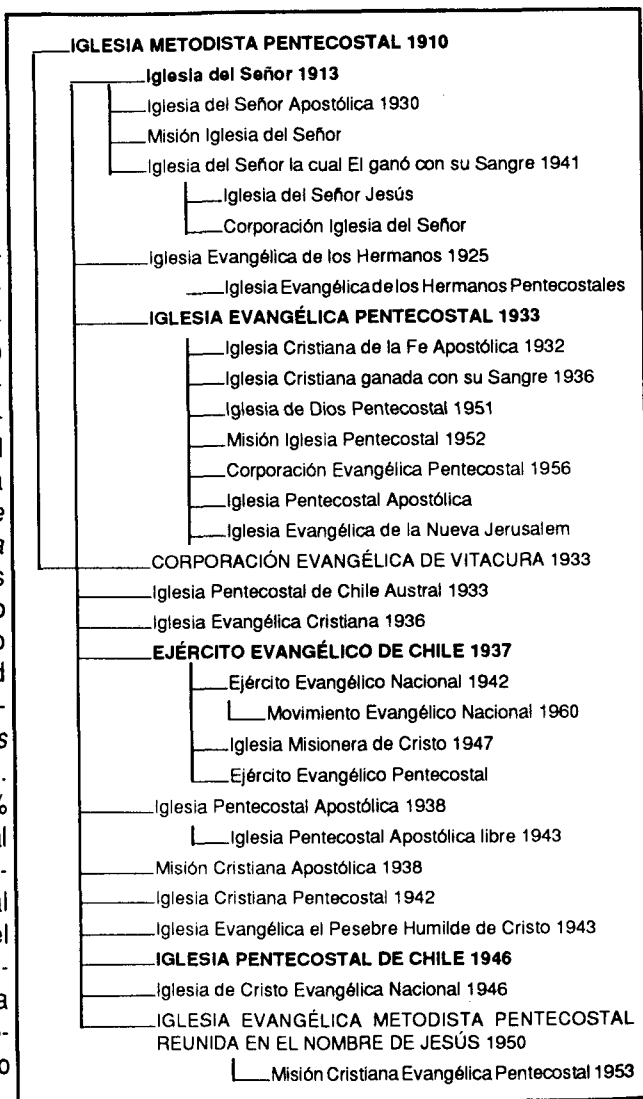 IGLESIA METODISTA PENTECOSTAL 1910
Iglesia del Señor 1913
Iglesia del Señor Apostólica 1930
Misión Iglesia del Señor
Iglesia del Señor la cual El ganó con su Sangre 1941
Iglesia del Señor Jesús
Corporación Iglesia del Señor
Iglesia Evangélica de los Hermanos 1925
Iglesia Evangélica de los Hermanos Pentecostales
IGLESIA EVANGÉLICA PENTECOSTAL 1933
Iglesia Cristiana de la Fe Apostólica 1932
Iglesia Cristiana ganada con su Sangre 1936
Iglesia de Dios Pentecostal 1951
Misión Iglesia Pentecostal 1952
Corporación Evangélica Pentecostal 1956
Iglesia Pentecostal Apostólica
Iglesia Evangélica de la Nueva Jerusalem
CORPORACIÓN EVANGÉLICA DE VITACURA 1933
Iglesia Pentecostal de Chile Austral 1933
Iglesia Evangélica Cristiana 1936
EJÉRCITO EVANGÉLICO DE CHILE 1937
Ejército Evangélico Nacional 1942
Movimiento Evangélico Nacional 1960
Iglesia Misionera de Cristo 1947
Ejército Evangélico Pentecostal
Iglesia Pentecostal Apostólica 1938
Iglesia Pentecostal Apostólica libre 1943
Misión Cristiana Apostólica 1938
Iglesia Cristiana Pentecostal 1942
Iglesia Evangélica el Pesebre Humilde de Cristo 1943
IGLESIA PENTECOSTAL DE CHILE 1946
Iglesia de Cristo Evangélica Nacional 1946
IGLESIA EVANGÉLICA METODISTA PENTECOSTAL
REUNIDA EN EL NOMBRE DE JESÚS 1950
Misión Cristiana Evangélica Pentecostal 1953